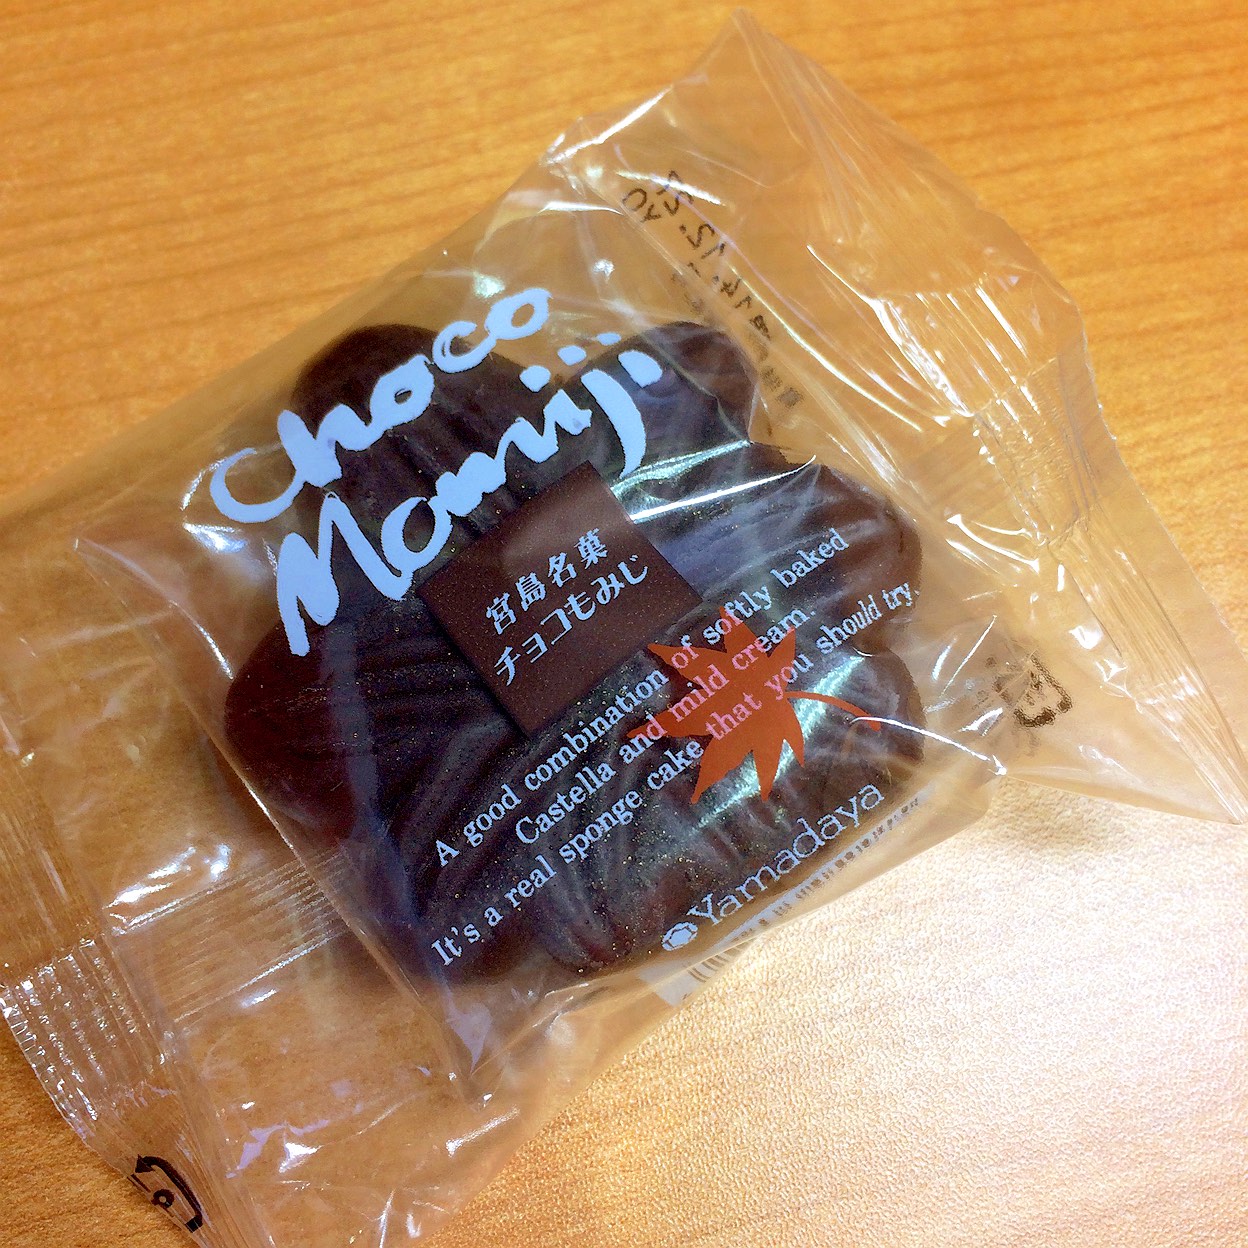 Choco
Momiji
宮島名菓
チョコもみじ
A good combination of softly baked
Castella and mild cream.
It's a real sponge cake that you should try.
Yamadaya